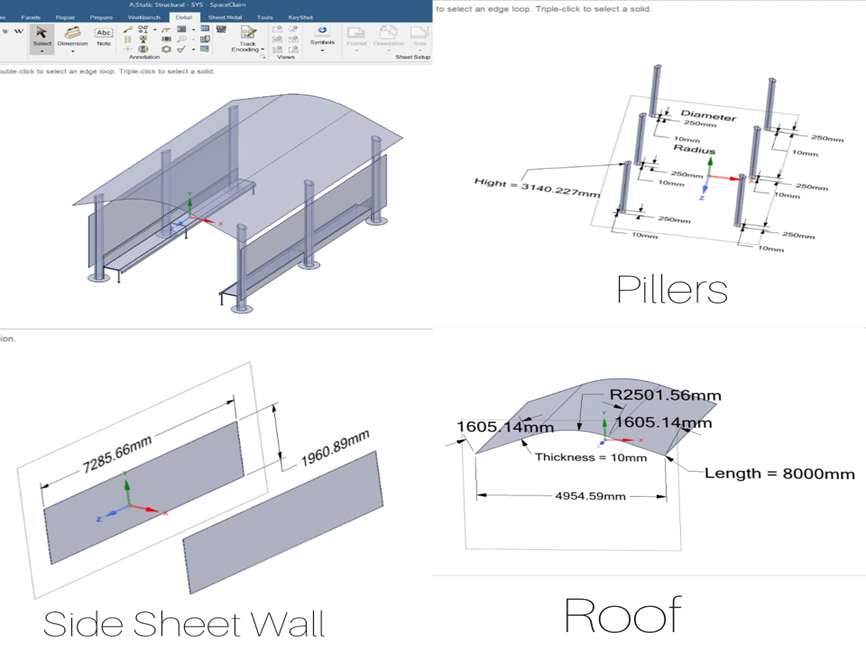 A:Static Structural - SYS - SpaceClaim
Facets Repair Prepare Workbench Detail Sheet Metal Tools KeyShot
W W Select Dimension Abc Note Track Encoding Symbols Format Orientation Size
Annotation Views Sheet Setup
ouble-click to select an edge loop. Triple-click to select a solid.
Y
X
Z
to select an edge loop. Triple-click to select a solid.
Diameter
250mm
10mm
250mm
10mm
Radius
250mm
10mm
X
Z
Hight = 3140.227mm
250mm
10mm
250mm
10mm
250mm
10mm
Pillers
ion.
7285.66mm
1960.89mm
Y
Z
X
Side Sheet Wall
R2501.56mm
1605.14mm
1605.14mm
Y
X
Thickness = 10mm
Length = 8000mm
4954.59mm
Roof